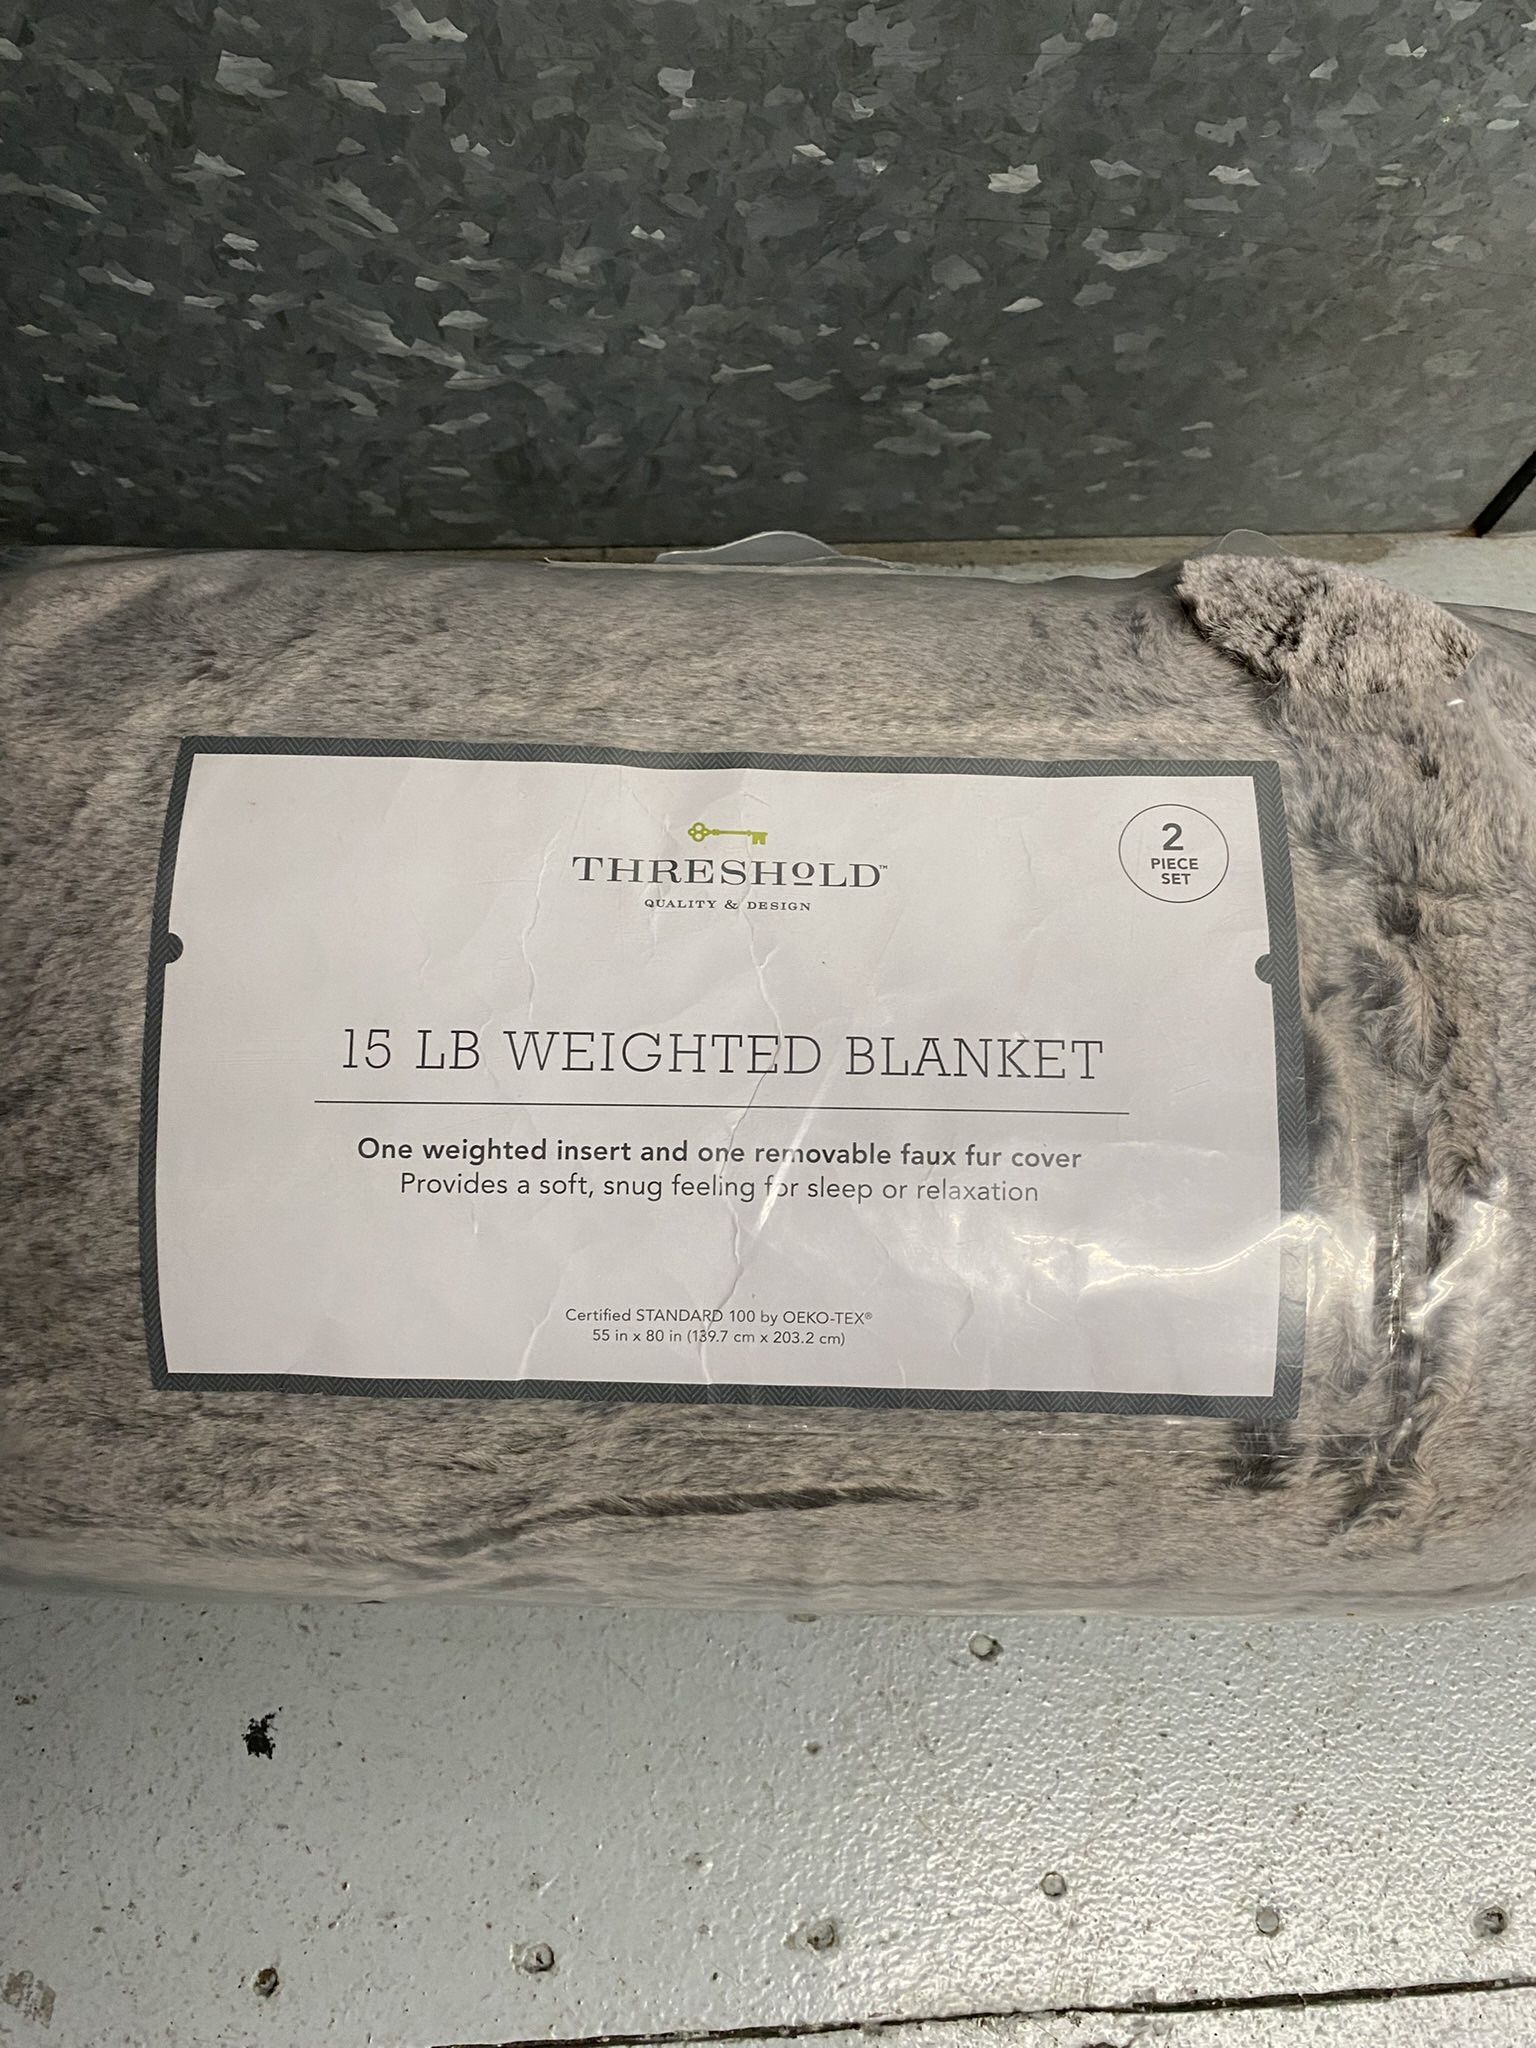 THRESHOLD™
QUALITY & DESIGN
2
PIECE
SET
15 LB WEIGHTED BLANKET
One weighted insert and one removable faux fur cover
Provides a soft, snug feeling for sleep or relaxation
Certified STANDARD 100 by OEKO-TEX®
55 in x 80 in (139.7 cm x 203.2 cm)